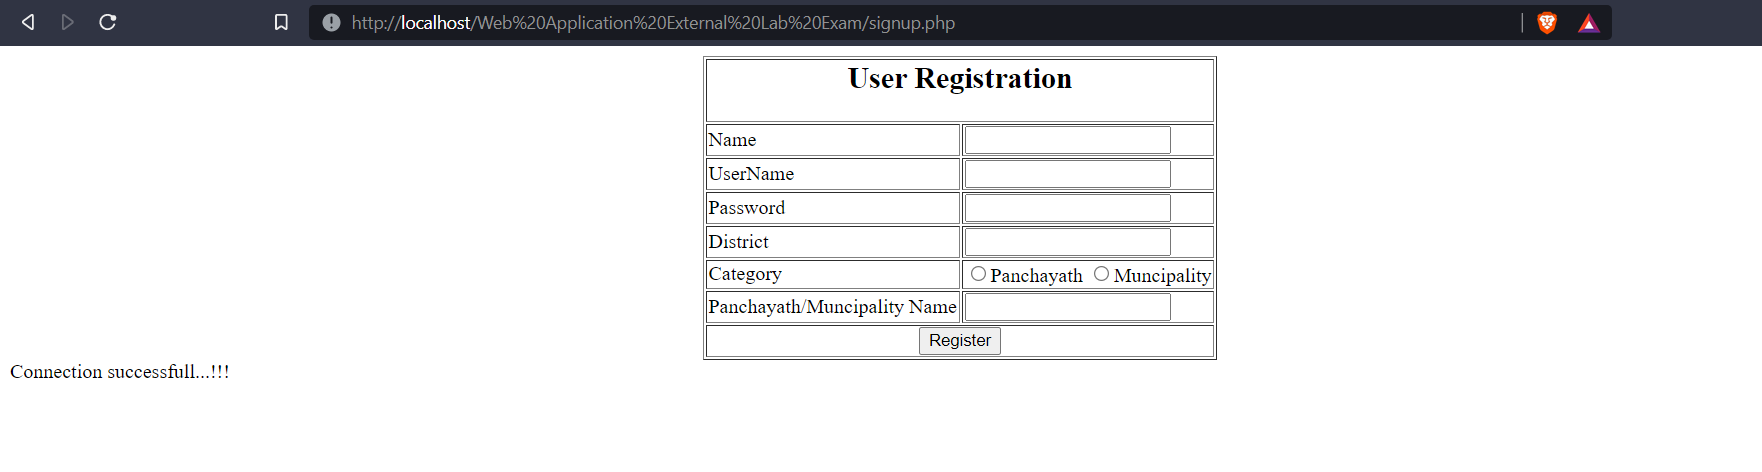 http://localhost/Web%20Application%20External%20Lab%20Exam/signup.php
User Registration
Name
UserName
Password
District
Category Panchayath Muncipality
Panchayath/Muncipality Name
Register
Connection successfull...!!!